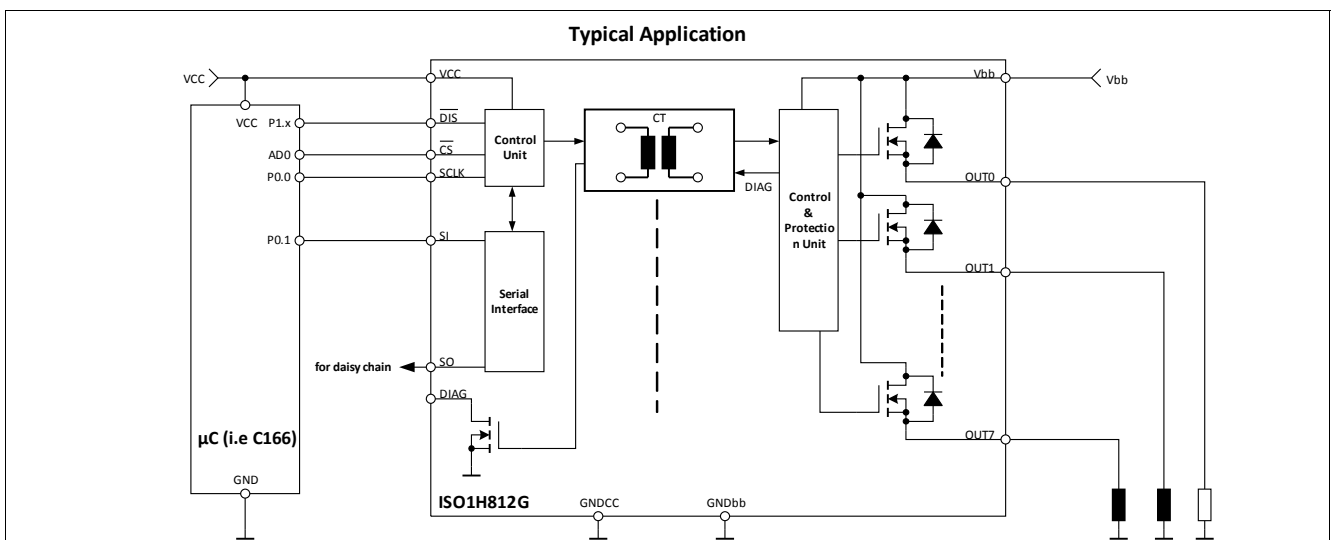 Typical Application
VCC
VCC
Vbb
Vbb
VCC
P1.x
DIS
AD0
CS
P0.0
SCLK
Control
Unit
CT
DIAG
Control
&
Protectio
n Unit
OUT0
P0.1
SI
OUT1
Serial
Interface
for daisy chain
SO
DIAG
µC (i.e C166)
OUT7
GND
ISO1H812G
GNDCC
GNDbb